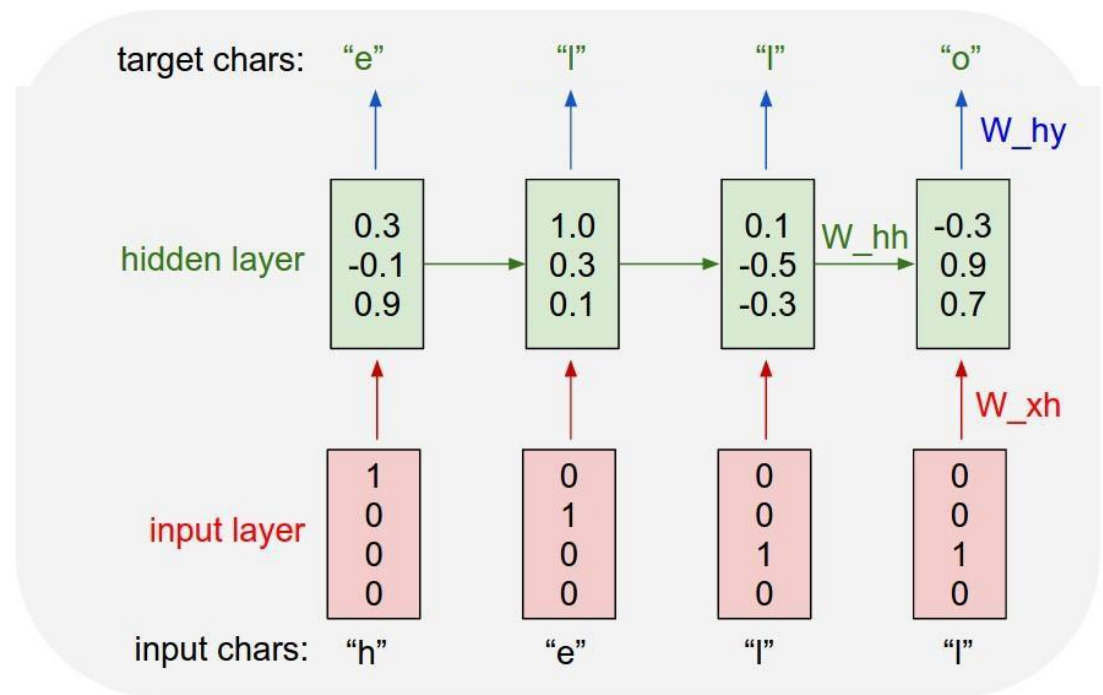 target chars: “e” “l” “l” “o”
W_hy
0.3 1.0 0.1 -0.3
hidden layer -0.1 0.3 -0.5 W_hh 0.9
0.9 0.1 -0.3 0.7
W_xh
1 0 0 0
0 1 0 0
input layer
0 0 1 1
0 0 0 0
input chars: “h” “e” “l” “l”